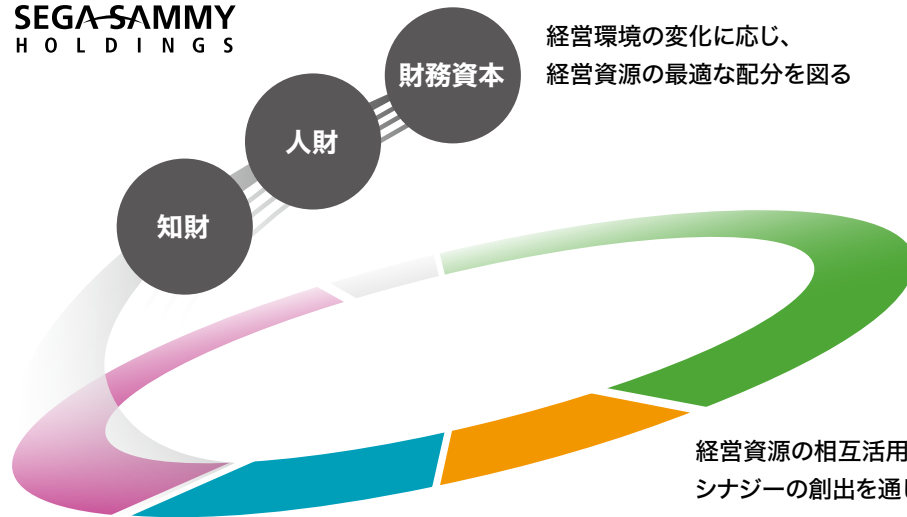 SEGA SAMMY
HOLDINGS
経営環境の変化に応じ、
経営資源の最適な配分を図る
財務資本
人財
知財
経営資源の相互活用
シナジーの創出を通じ